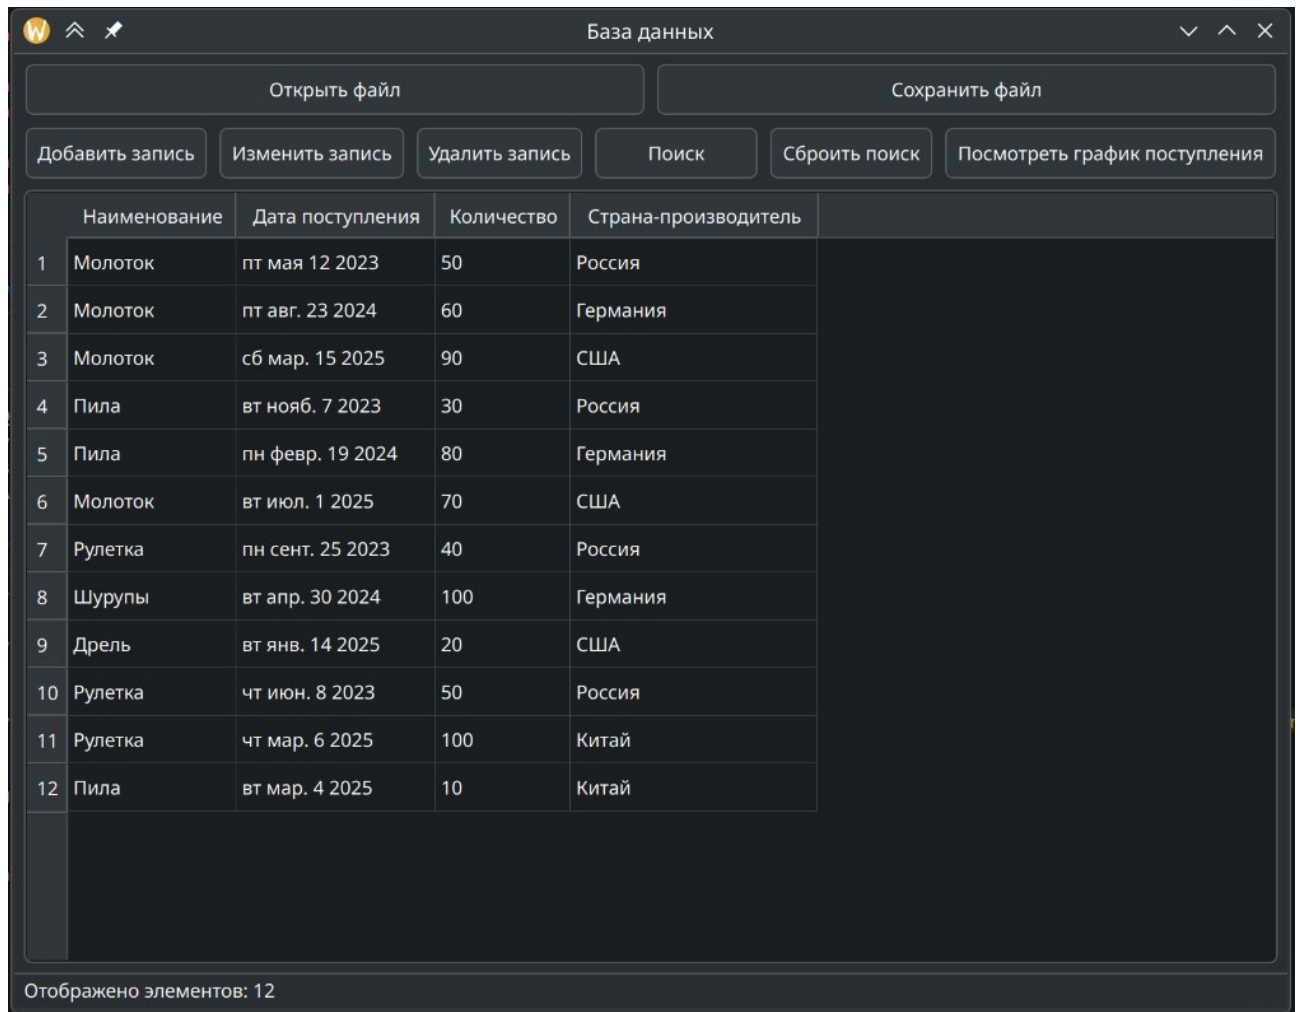 База данных
Открыть файл Сохранить файл
Добавить запись Изменить запись Удалить запись Поиск Сброить поиск Посмотреть график поступления
Наименование Дата поступления Количество Страна-производитель
1 Молоток пт мая 12 2023 50 Россия
2 Молоток пт авг. 23 2024 60 Германия
3 Молоток сб мар. 15 2025 90 США
4 Пила вт нояб. 7 2023 30 Россия
5 Пила пн февр. 19 2024 80 Германия
6 Молоток вт июл. 1 2025 70 США
7 Рулетка пн сент. 25 2023 40 Россия
8 Шурупы вт апр. 30 2024 100 Германия
9 Дрель вт янв. 14 2025 20 США
10 Рулетка чт июн. 8 2023 50 Россия
11 Рулетка чт мар. 6 2025 100 Китай
12 Пила вт мар. 4 2025 10 Китай
Отображено элементов: 12